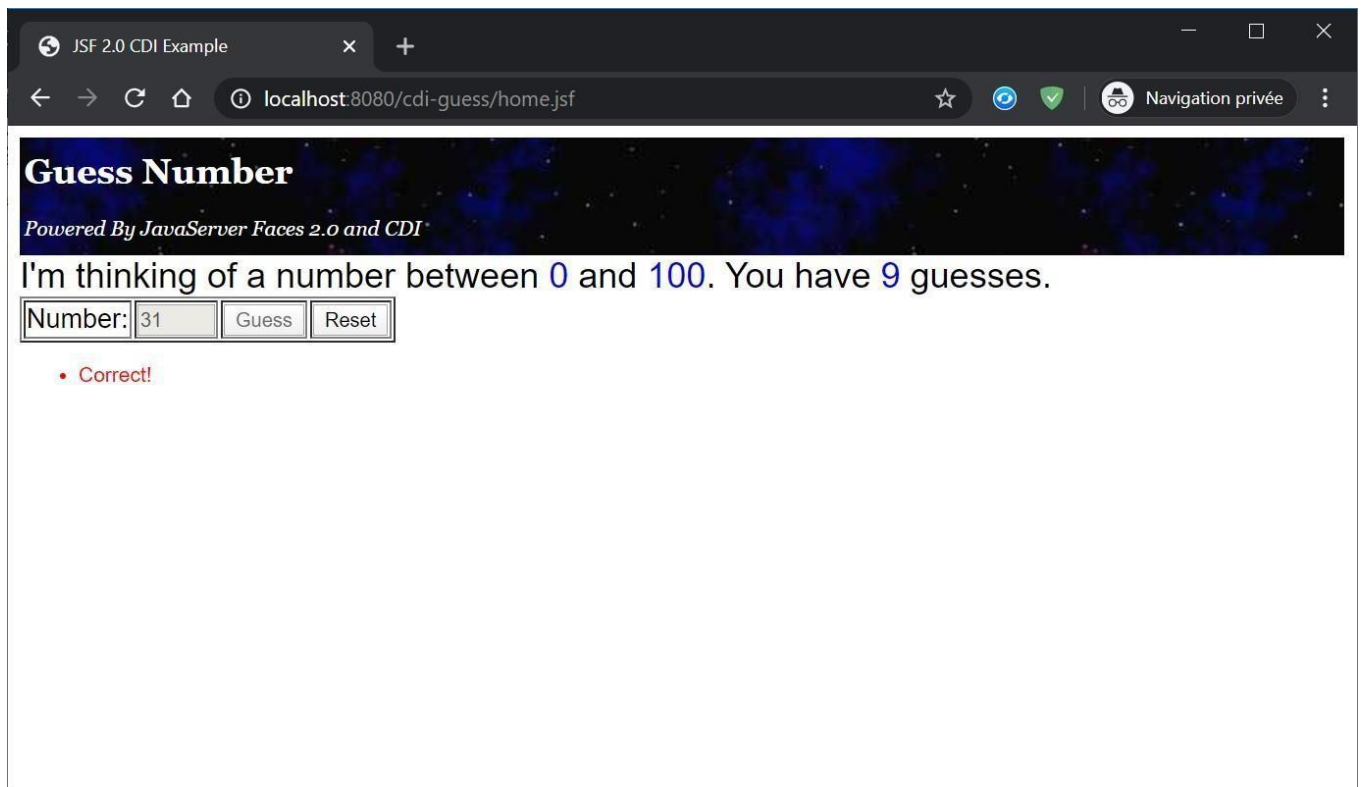 JSF 2.0 CDI Example
localhost:8080/cdi-guess/home.jsf
Navigation privée
Guess Number
Powered By JavaServer Faces 2.0 and CDI
I'm thinking of a number between 0 and 100. You have 9 guesses.
Number: 31 Guess Reset
• Correct!